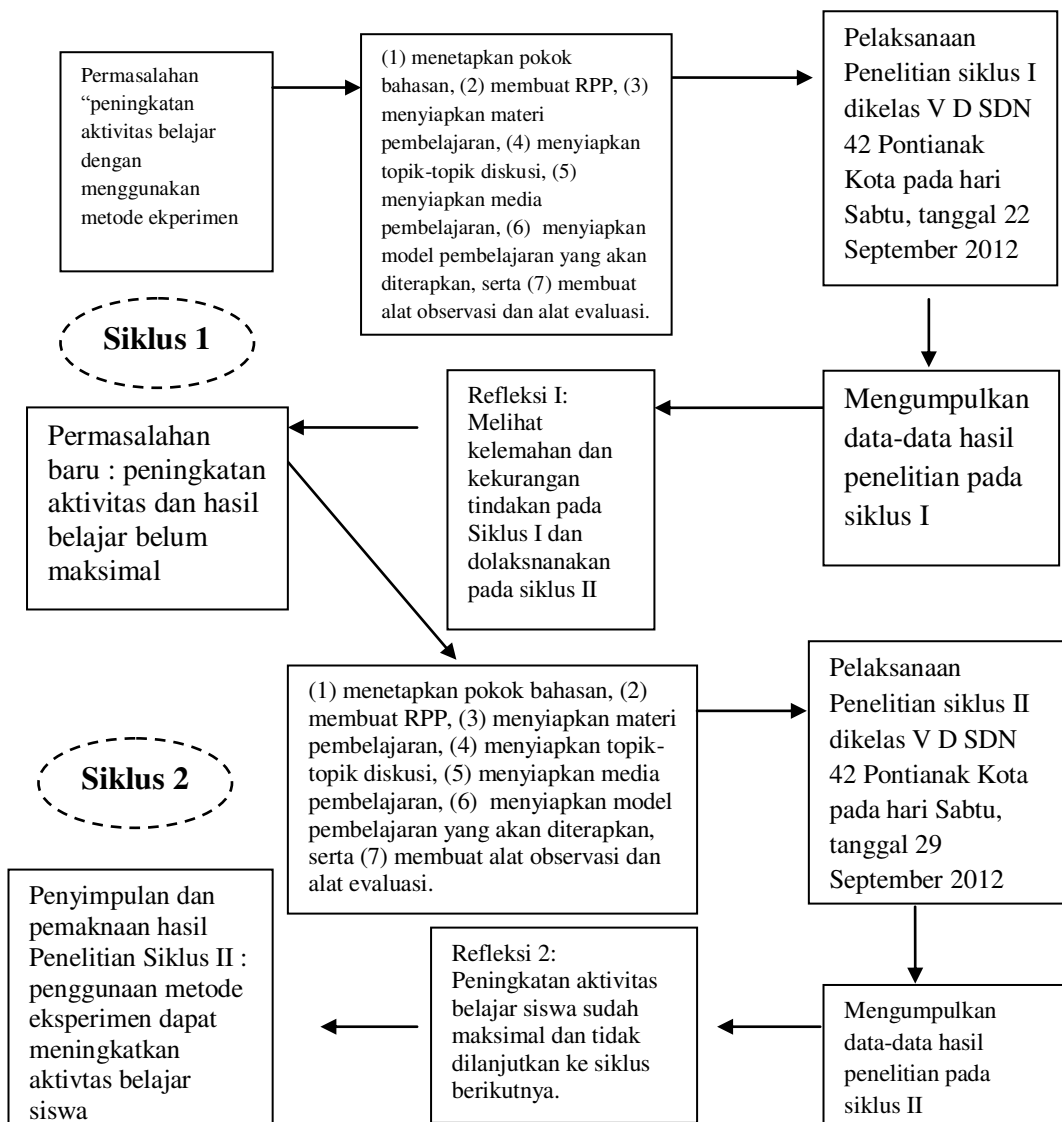 Permasalahan
“peningkatan
aktivitas belajar
dengan
menggunakan
metode ekperimen
(1) menetapkan pokok
bahasan, (2) membuat RPP, (3)
menyiapkan materi
pembelajaran, (4) menyiapkan
topik-topik diskusi, (5)
menyiapkan media
pembelajaran, (6) menyiapkan
model pembelajaran yang akan
diterapkan, serta (7) membuat
alat observasi dan alat evaluasi.
Pelaksanaan
Penelitian siklus I
dikelas V D SDN
42 Pontianak
Kota pada hari
Sabtu, tanggal 22
September 2012
Siklus 1
Mengumpulkan
data-data hasil
penelitian pada
siklus I
Refleksi I:
Melihat
kelemahan dan
kekurangan
tindakan pada
Siklus I dan
dolaksnanakan
pada siklus II
Permasalahan
baru : peningkatan
aktivitas dan hasil
belajar belum
maksimal
(1) menetapkan pokok bahasan, (2)
membuat RPP, (3) menyiapkan materi
pembelajaran, (4) menyiapkan topik-
topik diskusi, (5) menyiapkan media
pembelajaran, (6) menyiapkan model
pembelajaran yang akan diterapkan,
serta (7) membuat alat observasi dan
alat evaluasi.
Pelaksanaan
Penelitian siklus II
dikelas V D SDN
42 Pontianak Kota
pada hari Sabtu,
tanggal 29
September 2012
Siklus 2
Mengumpulkan
data-data hasil
penelitian pada
siklus II
Refleksi 2:
Peningkatan aktivitas
belajar siswa sudah
maksimal dan tidak
dilanjutkan ke siklus
berikutnya.
Penyimpulan dan
pemaknaan hasil
Penelitian Siklus II :
penggunaan metode
eksperimen dapat
meningkatkan
aktivtas belajar
siswa